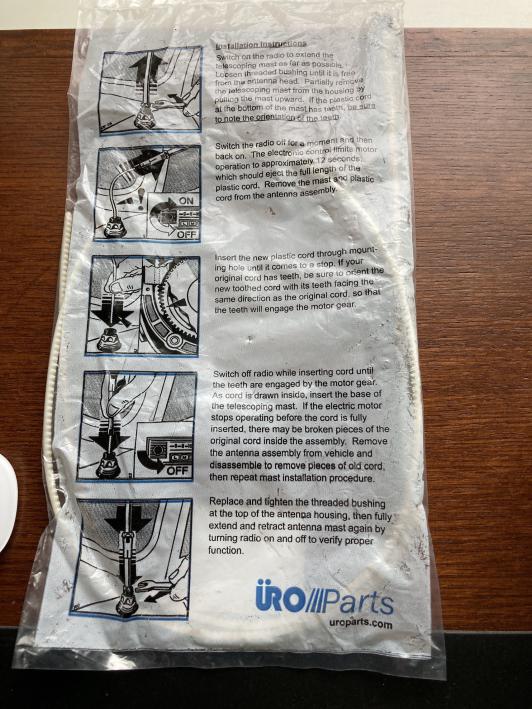 Installation Instructions
Switch on the radio to extend the
telescoping mast as far as possible.
Loosen threaded bushing until it is free
from the antenna head. Partially remove
the telescoping mast from the housing by
pulling the mast upward. If the plastic cord
at the bottom of the mast has teeth, be sure
to note the orientation of the teeth.
Switch the radio off for a moment and then
back on. The electronic control limits motor
operation to approximately 12 seconds,
which should eject the full length of the
plastic cord. Remove the mast and plastic
cord from the antenna assembly.
ON
OFF
Insert the new plastic cord through mount-
ing hole until it comes to a stop. If your
original cord has teeth, be sure to orient the
new toothed cord with its teeth facing the
same direction as the original cord, so that
the teeth will engage the motor gear.
Switch off radio while inserting cord until
the teeth are engaged by the motor gear.
As cord is drawn inside, insert the base of
the telescoping mast. If the electric motor
stops operating before the cord is fully
inserted, there may be broken pieces of the
original cord inside the assembly. Remove
the antenna assembly from vehicle and
disassemble to remove pieces of old cord,
then repeat mast installation procedure.
OFF
Replace and tighten the threaded bushing
at the top of the antenna housing, then fully
extend and retract antenna mast again by
turning radio on and off to verify proper
function.
ÜRO Parts
uroparts.com